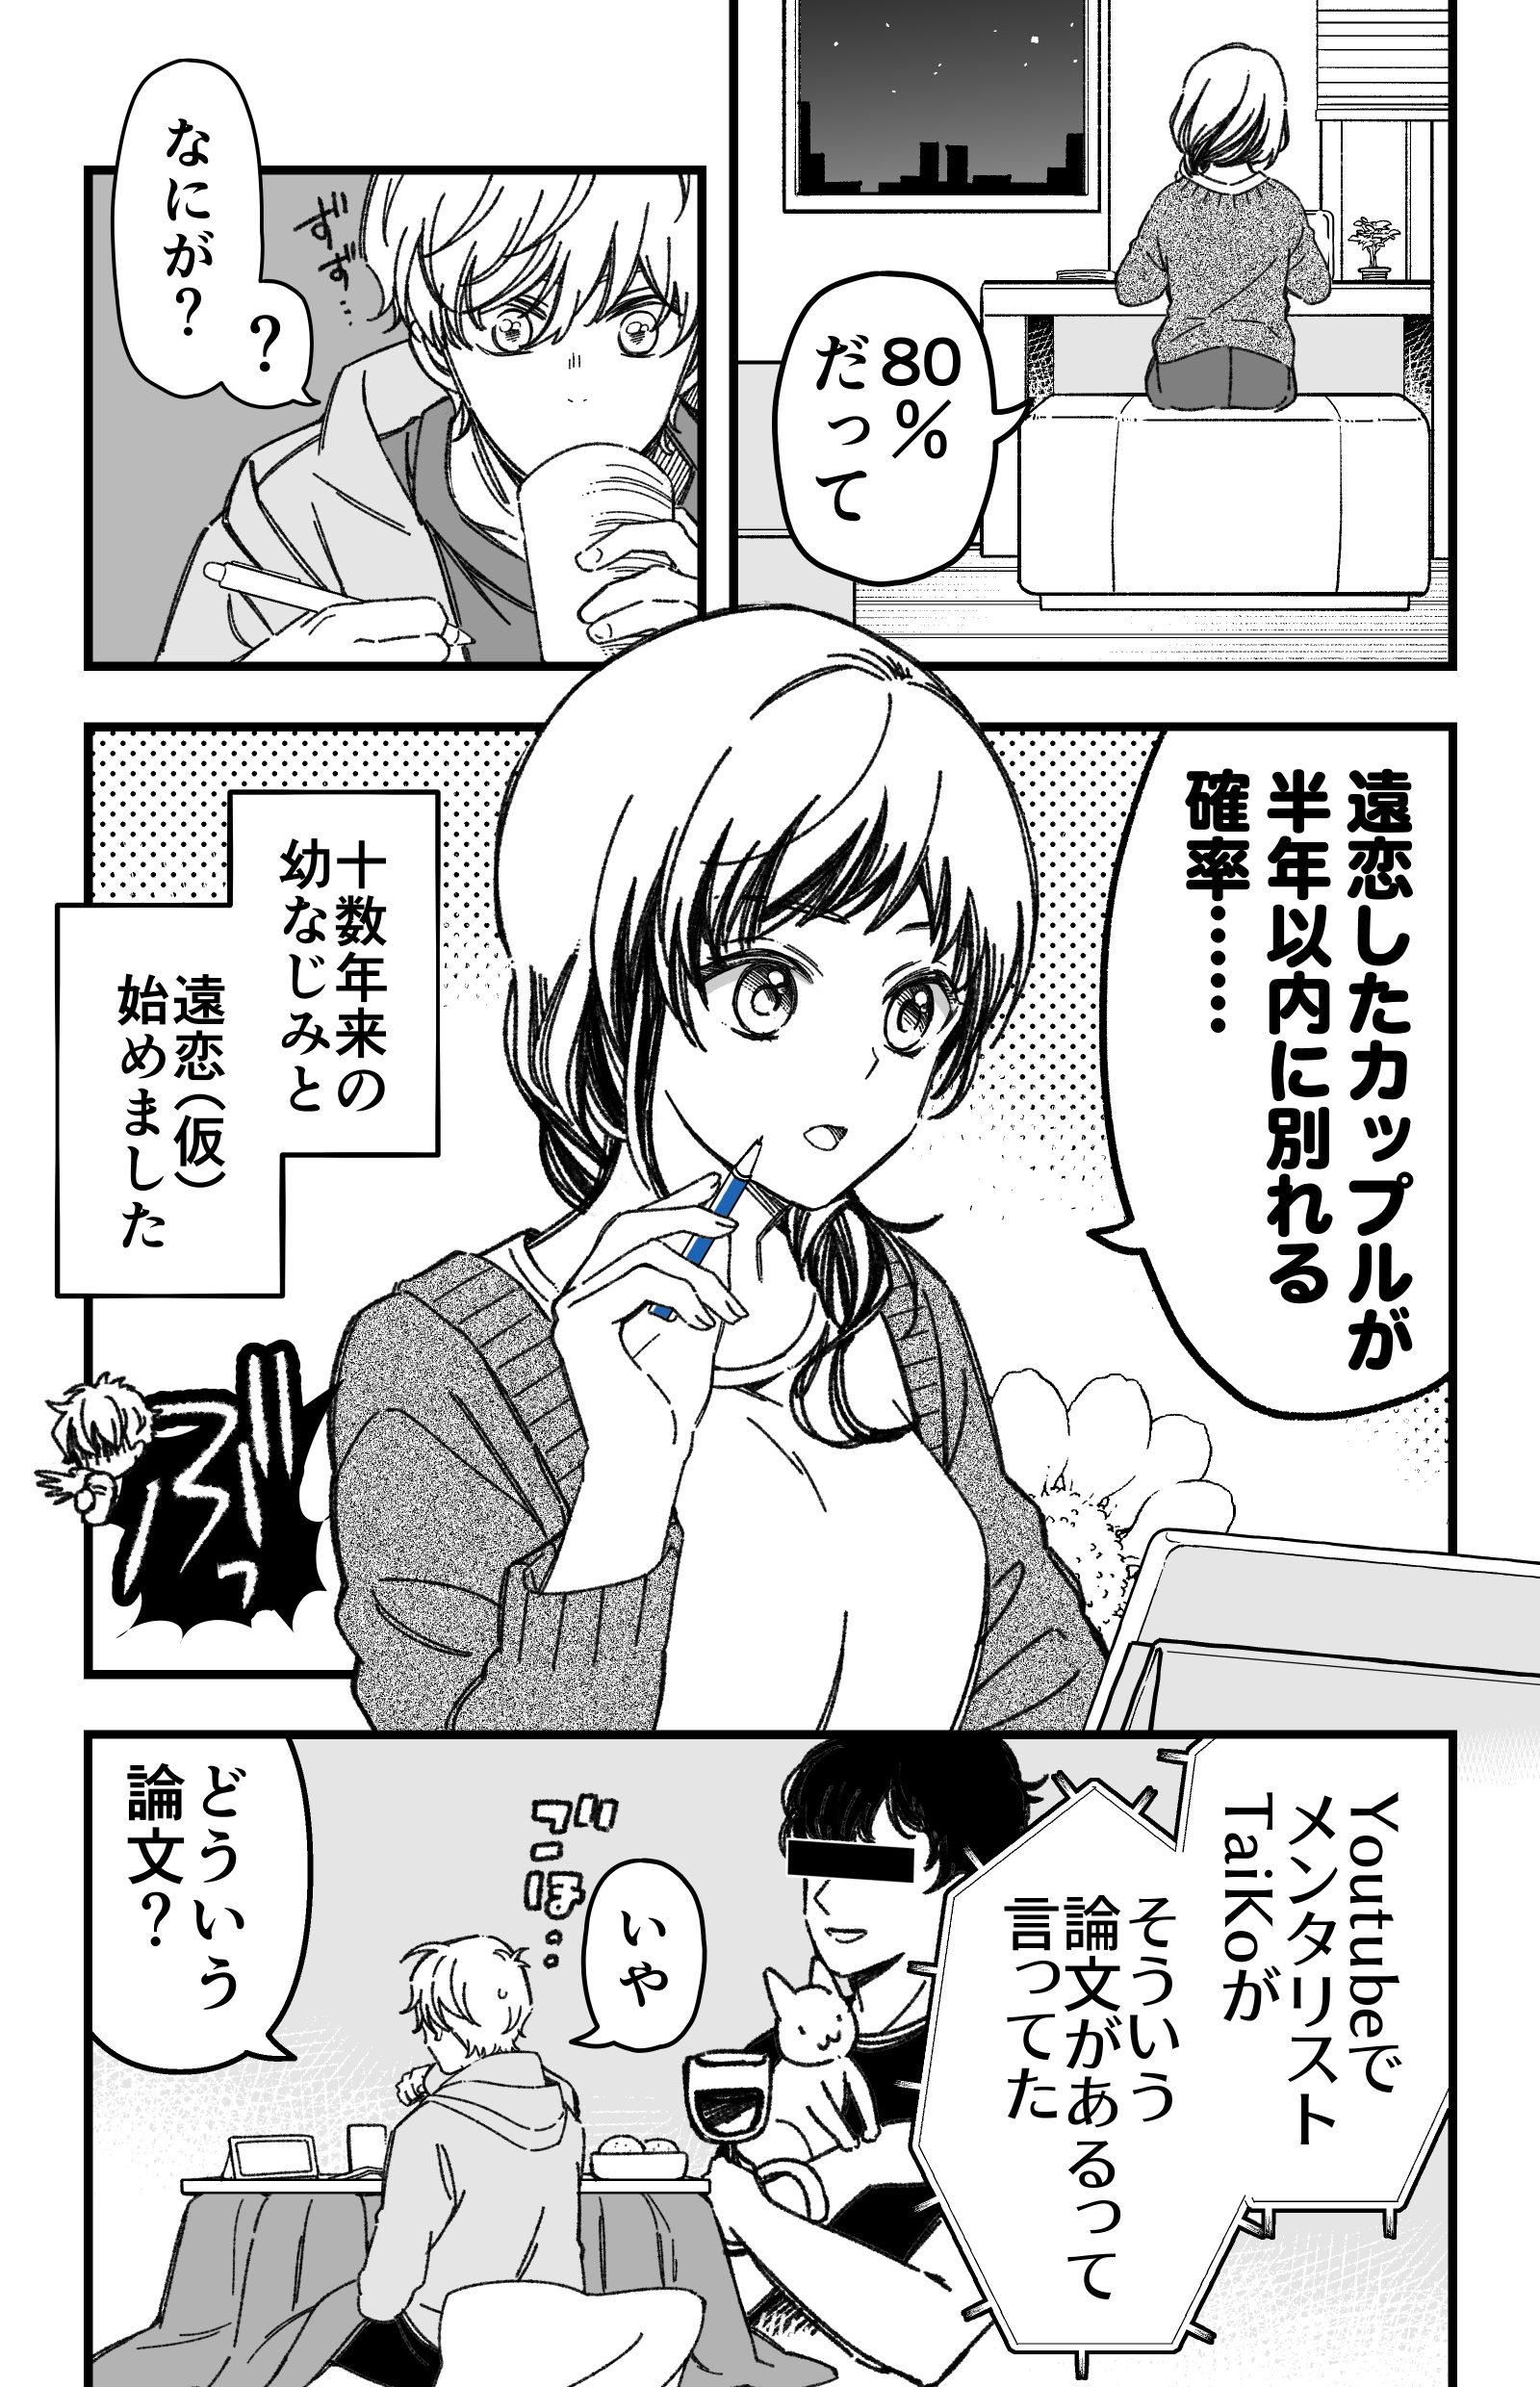 80%
だって
なにが?
?
ずずず…
遠恋したカップルが
半年以内に別れる
確率……
十数年来の
幼なじみと
遠恋(仮)
始めました
ブッ
Youtubeで
メンタリスト
TaiKoが
そういう
論文があるって
言ってた
いや
ゴーほ…
どういう
論文?